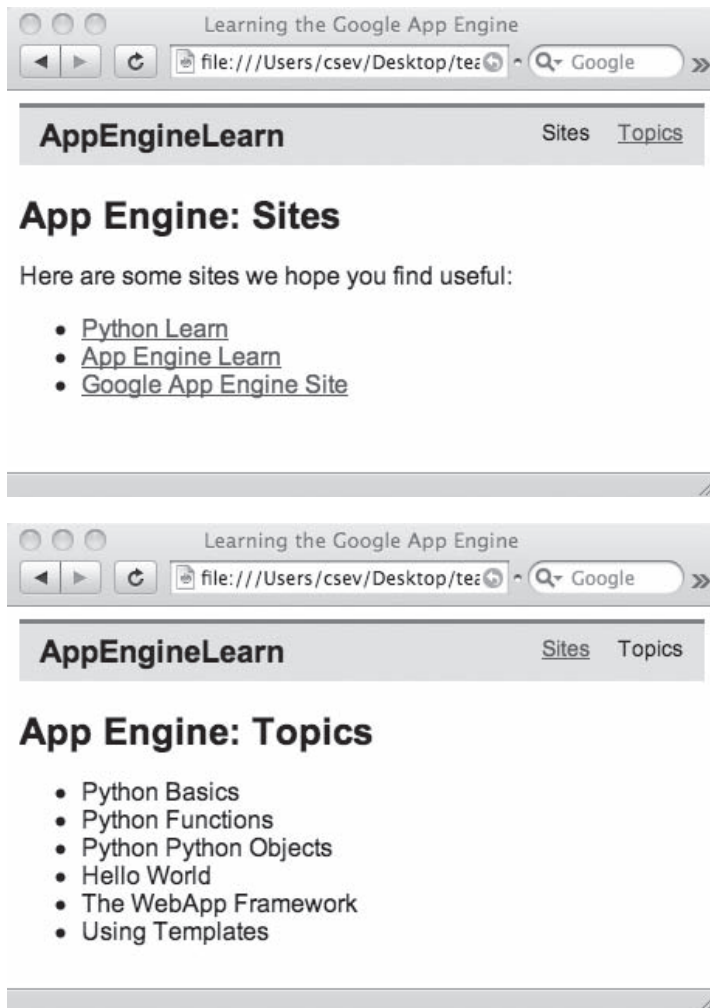 Learning the Google App Engine
file:///Users/csev/Desktop/tea
Google
AppEngineLearn
Sites Topics
App Engine: Sites
Here are some sites we hope you find useful:
• Python Learn
• App Engine Learn
• Google App Engine Site
Learning the Google App Engine
file:///Users/csev/Desktop/tea
Google
AppEngineLearn
Sites Topics
App Engine: Topics
• Python Basics
• Python Functions
• Python Python Objects
• Hello World
• The WebApp Framework
• Using Templates